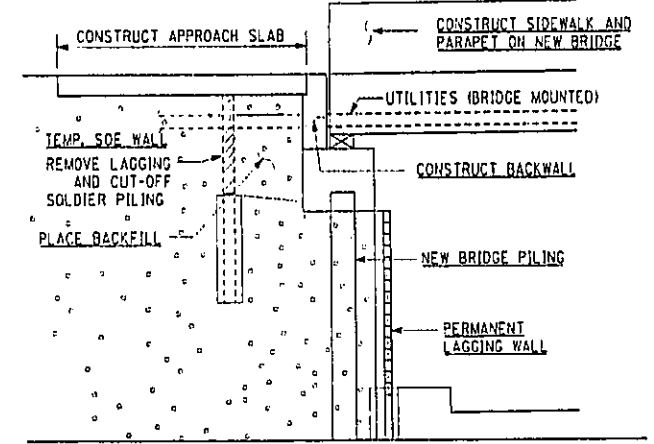 CONSTRUCT APPROACH SLAB
CONSTRUCT SIDEWALK AND
PARAPET ON NEW BRIDGE
UTILITIES (BRIDGE MOUNTED)
TEMP. SOE WALL
REMOVE LAGGING
AND CUT-OFF
SOLDIER PILING
CONSTRUCT BACKWALL
PLACE BACKFILL
NEW BRIDGE PILING
PERMANENT
LAGGING WALL